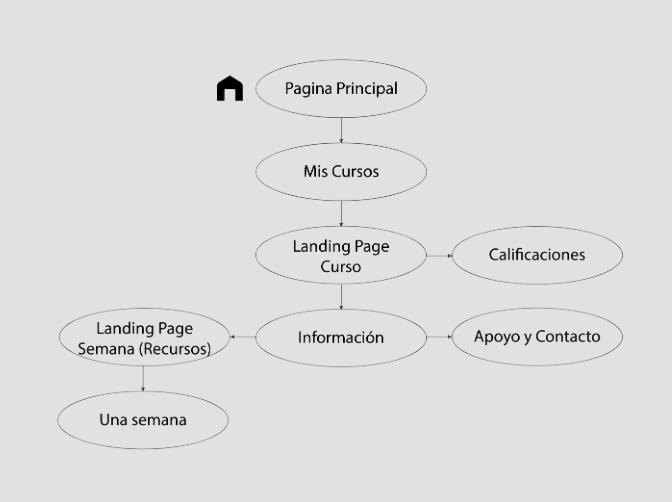 Pagina Principal
Mis Cursos
Landing Page
Curso
Calificaciones
Landing Page
Semana (Recursos)
Información
Apoyo y Contacto
Una semana